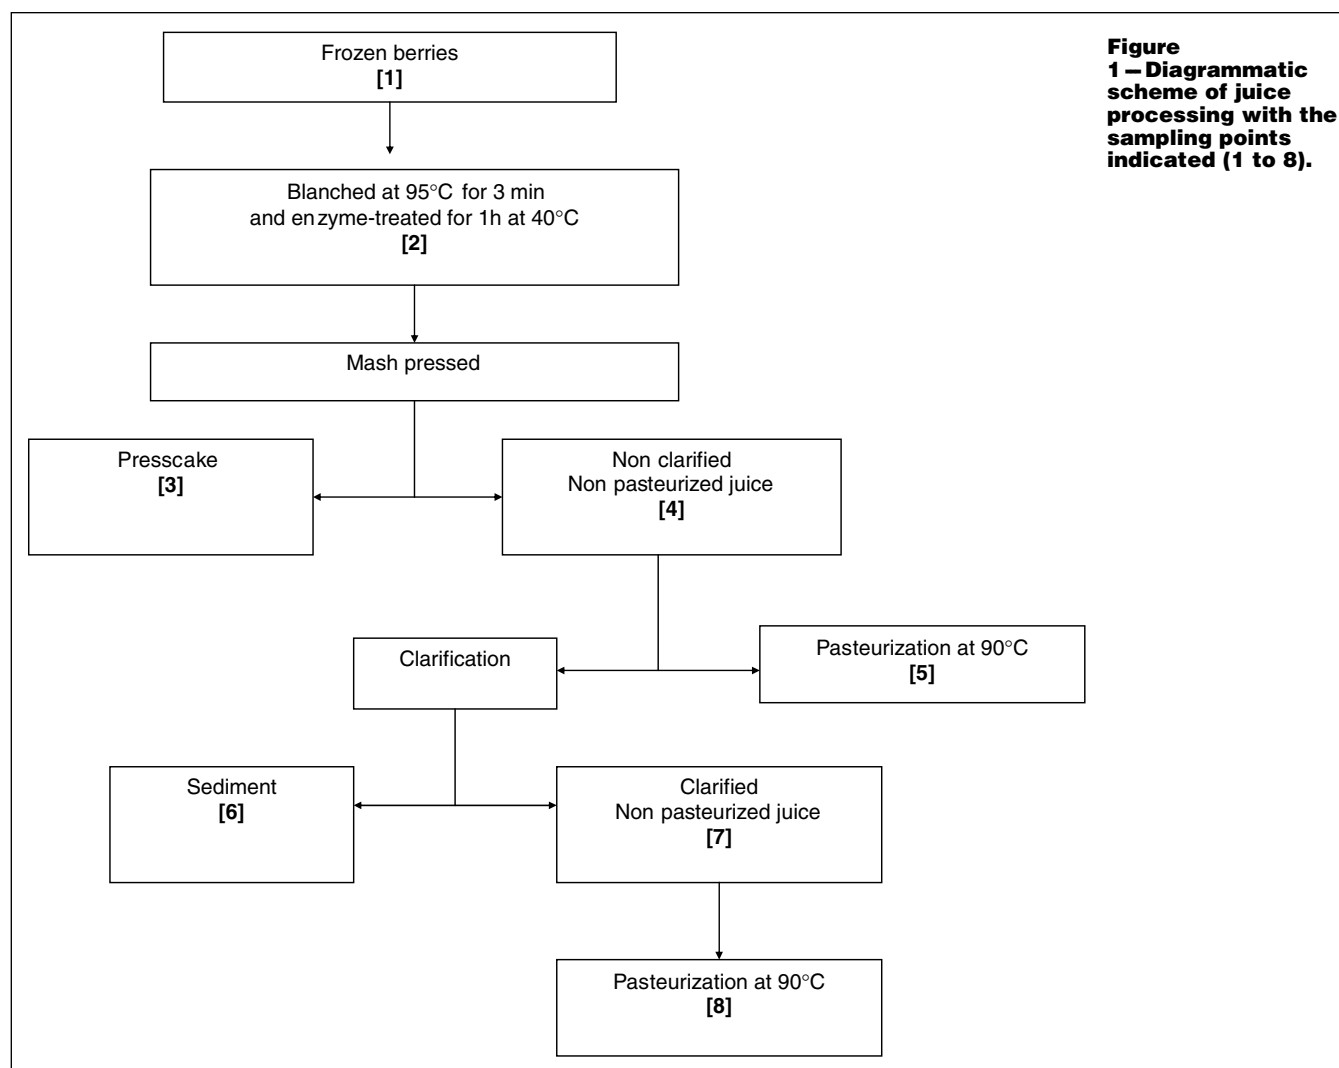 Frozen berries
[1]
Figure
1—Diagrammatic
scheme of juice
processing with the
sampling points
indicated (1 to 8).
Blanched at 95°C for 3 min
and enzyme-treated for 1h at 40°C
[2]
Mash pressed
Presscake
[3]
Non clarified
Non pasteurized juice
[4]
Clarification
Pasteurization at 90°C
[5]
Sediment
[6]
Clarified
Non pasteurized juice
[7]
Pasteurization at 90°C
[8]